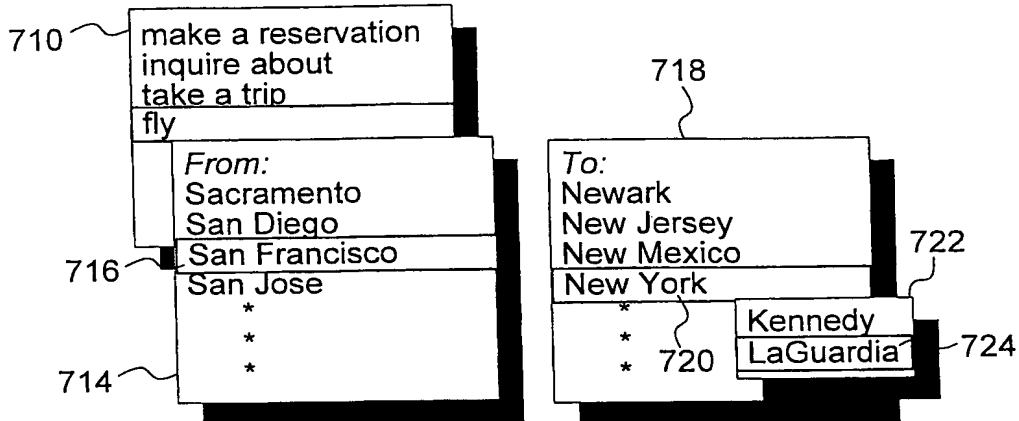 710
make a reservation
inquire about
take a trip
fly
From:
Sacramento
San Diego
716
San Francisco
San Jose
*
*
*
714
718
To:
Newark
New Jersey
New Mexico
New York
*
*
*
720
722
Kennedy
LaGuardia
724